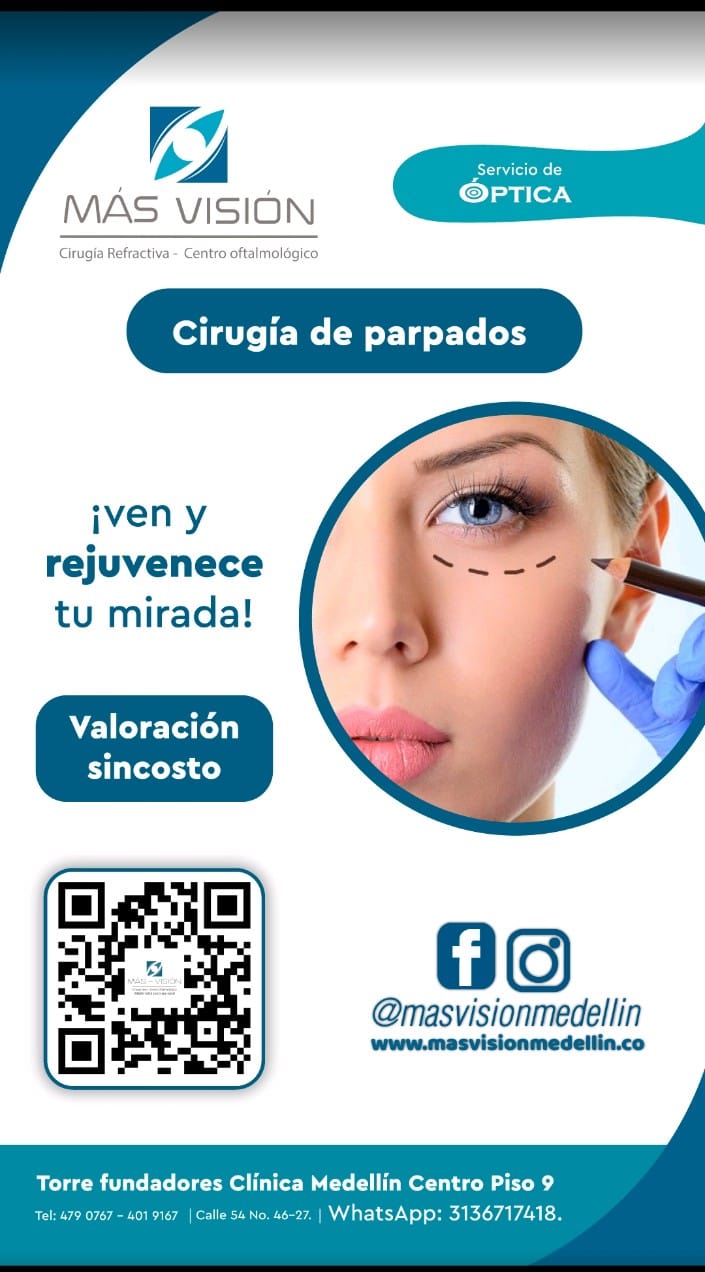 MÁS VISIÓN
Cirugía Refractiva - Centro oftalmológico
Servicio de
ÓPTICA
Cirugía de parpados
¡ven y
rejuvenece
tu mirada!
Valoración
sincosto
MÁS - VISIÓN
@masvisionmedellin
www.masvisionmedellin.co
Torre fundadores Clínica Medellín Centro Piso 9
Tel: 479 0767 - 401 9167 | Calle 54 No. 46-27. | WhatsApp: 3136717418.